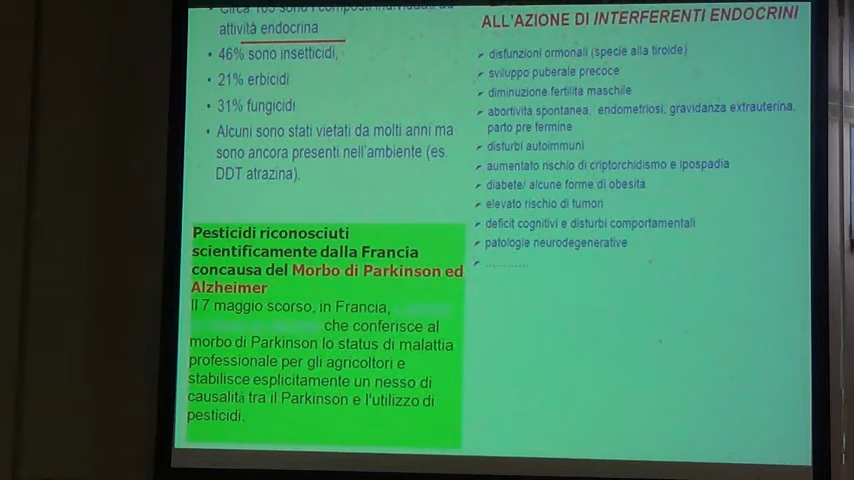 Circa 105 sono i composti individuati ad
attività endocrina
• 46% sono insetticidi,
• 21% erbicidi
• 31% fungicidi
• Alcuni sono stati vietati da molti anni ma
sono ancora presenti nell'ambiente (es
DDT atrazina).
Pesticidi riconosciuti
scientificamente dalla Francia
concausa del Morbo di Parkinson ed
Alzheimer
Il 7 maggio scorso, in Francia,
che conferisce al
morbo di Parkinson lo status di malattia
professionale per gli agricoltori e
stabilisce esplicitamente un nesso di
causalità tra il Parkinson e l'utilizzo di
pesticidi.
ALL'AZIONE DI INTERFERENTI ENDOCRINI
disfunzioni ormonali (specie alla tiroide)
sviluppo puberale precoce
diminuzione fertilità maschile
abortività spontanea, endometriosi, gravidanza extrauterina,
parto pre termine
disturbi autoimmuni
aumentato rischio di criptorchidismo e ipospadia
diabete/ alcune forme di obesità
elevato rischio di tumori
deficit cognitivi e disturbi comportamentali
patologie neurodegenerative
............